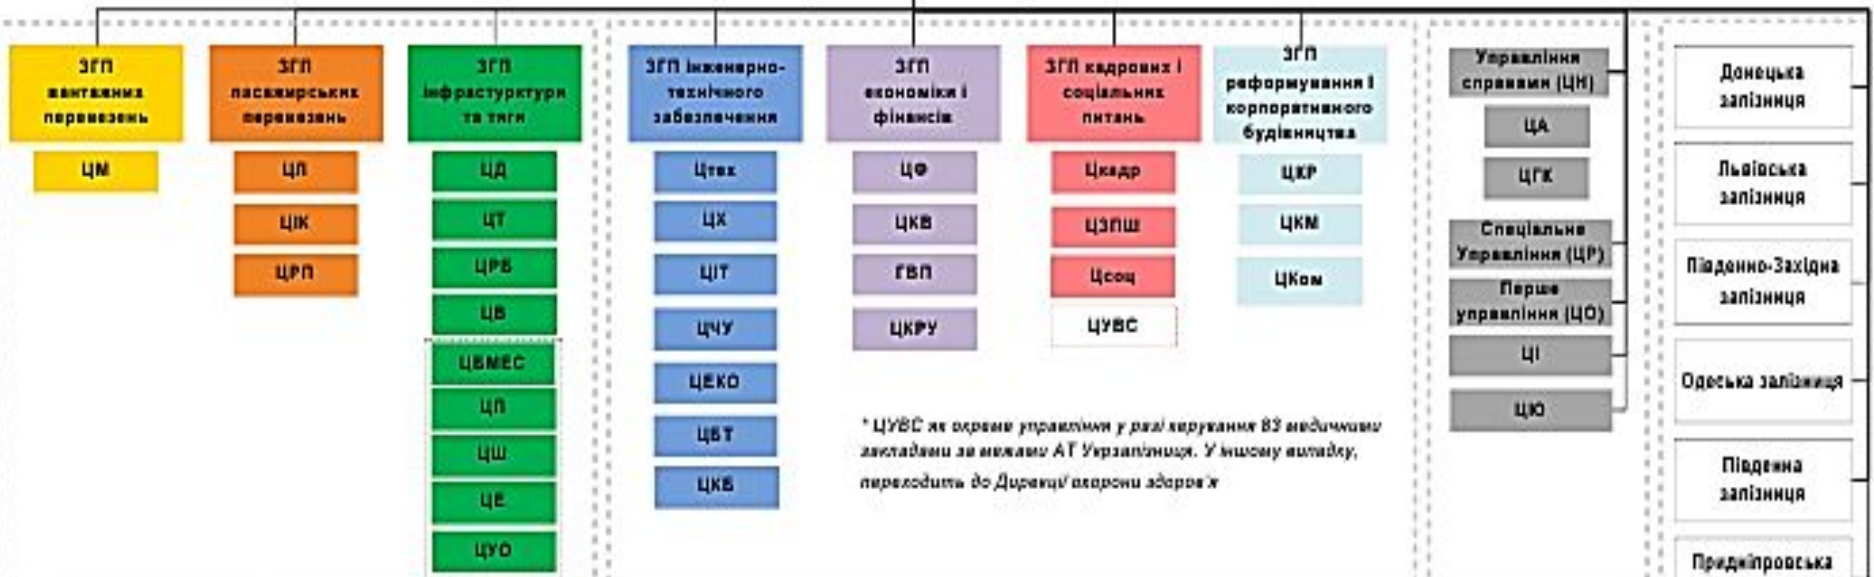 ЗГП
вантажних
перевезень
ЦМ
ЗГП
пасажирських
перевезень
ЦЛ
ЦІК
ЦРП
ЗГП
інфрастурктури
та тяги
ЦД
ЦТ
ЦРБ
ЦВ
ЦБМЕС
ЦП
ЦШ
ЦЕ
ЦУО
ЗГП інженерно-
технічного
забезпечення
Цтех
ЦХ
ЦІТ
ЦЧУ
ЦЕКО
ЦБТ
ЦКБ
ЗГП
економіки і
фінансів
ЦФ
ЦКВ
ГВП
ЦКРУ
ЗГП кадрових і
соціальних
питань
Цкадр
ЦЗПШ
Цсоц
ЦУВС
ЗГП
реформування і
корпоративного
будівництва
ЦКР
ЦКМ
ЦКом
* ЦУВС як окреме управління у разі керування 83 медичними
закладами за межами АТ Укрзалізниця. У іншому випадку,
переходить до Дирекції охорони здоров'я
Управління
справами (ЦН)
ЦА
ЦГК
Спеціальне
Управління (ЦР)
Перше
управління (ЦО)
ЦІ
ЦЮ
Донецька
залізниця
Львівська
залізниця
Південно-Західна
залізниця
Одеська залізниця
Південна
залізниця
Придніпровська